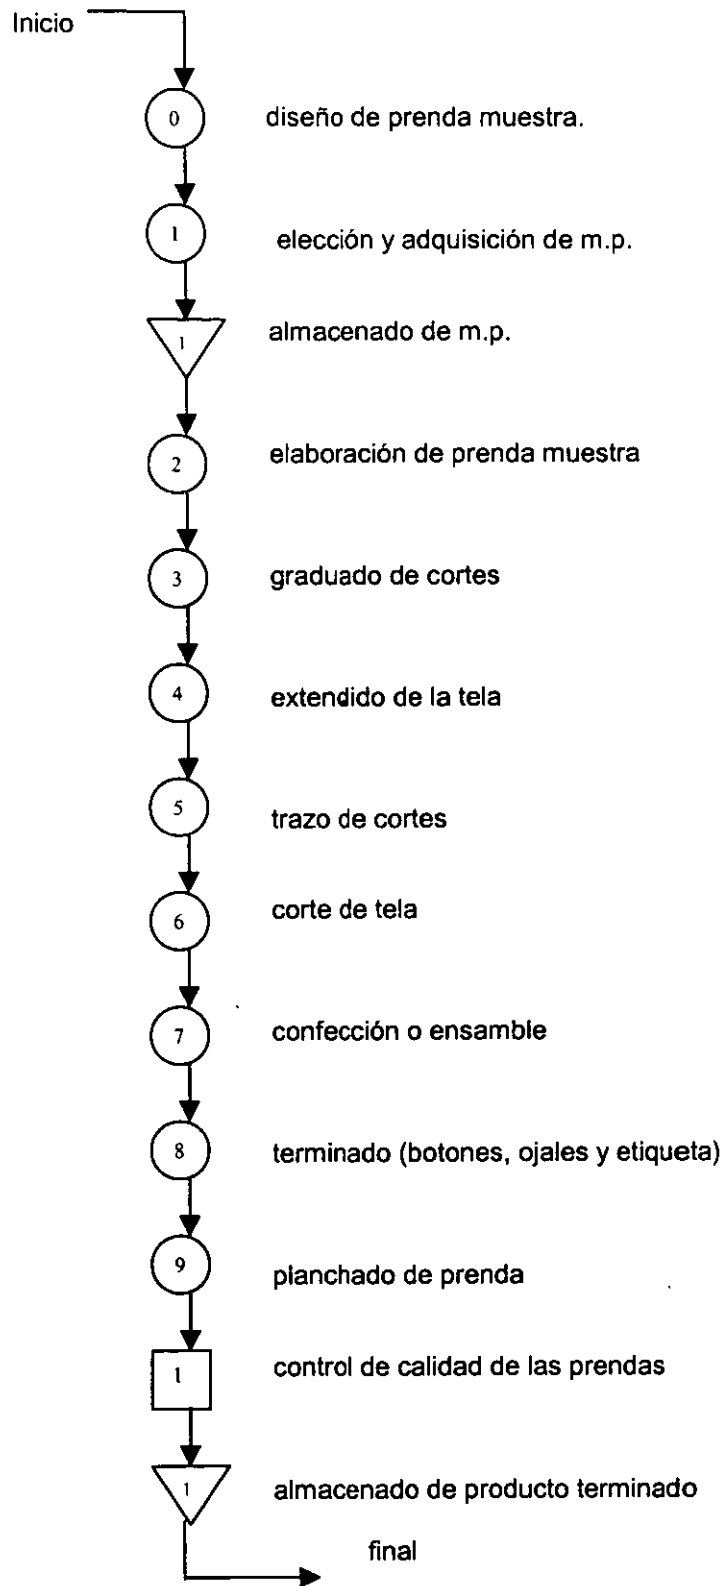 Inicio
0 diseño de prenda muestra.
1 elección y adquisición de m.p.
1 almacenado de m.p.
2 elaboración de prenda muestra
3 graduado de cortes
4 extendido de la tela
5 trazo de cortes
6 corte de tela
7 confección o ensamble
8 terminado (botones, ojales y etiqueta)
9 planchado de prenda
1 control de calidad de las prendas
1 almacenado de producto terminado
final